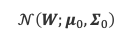 𝒩(𝑾; 𝝁₀, 𝜮₀)